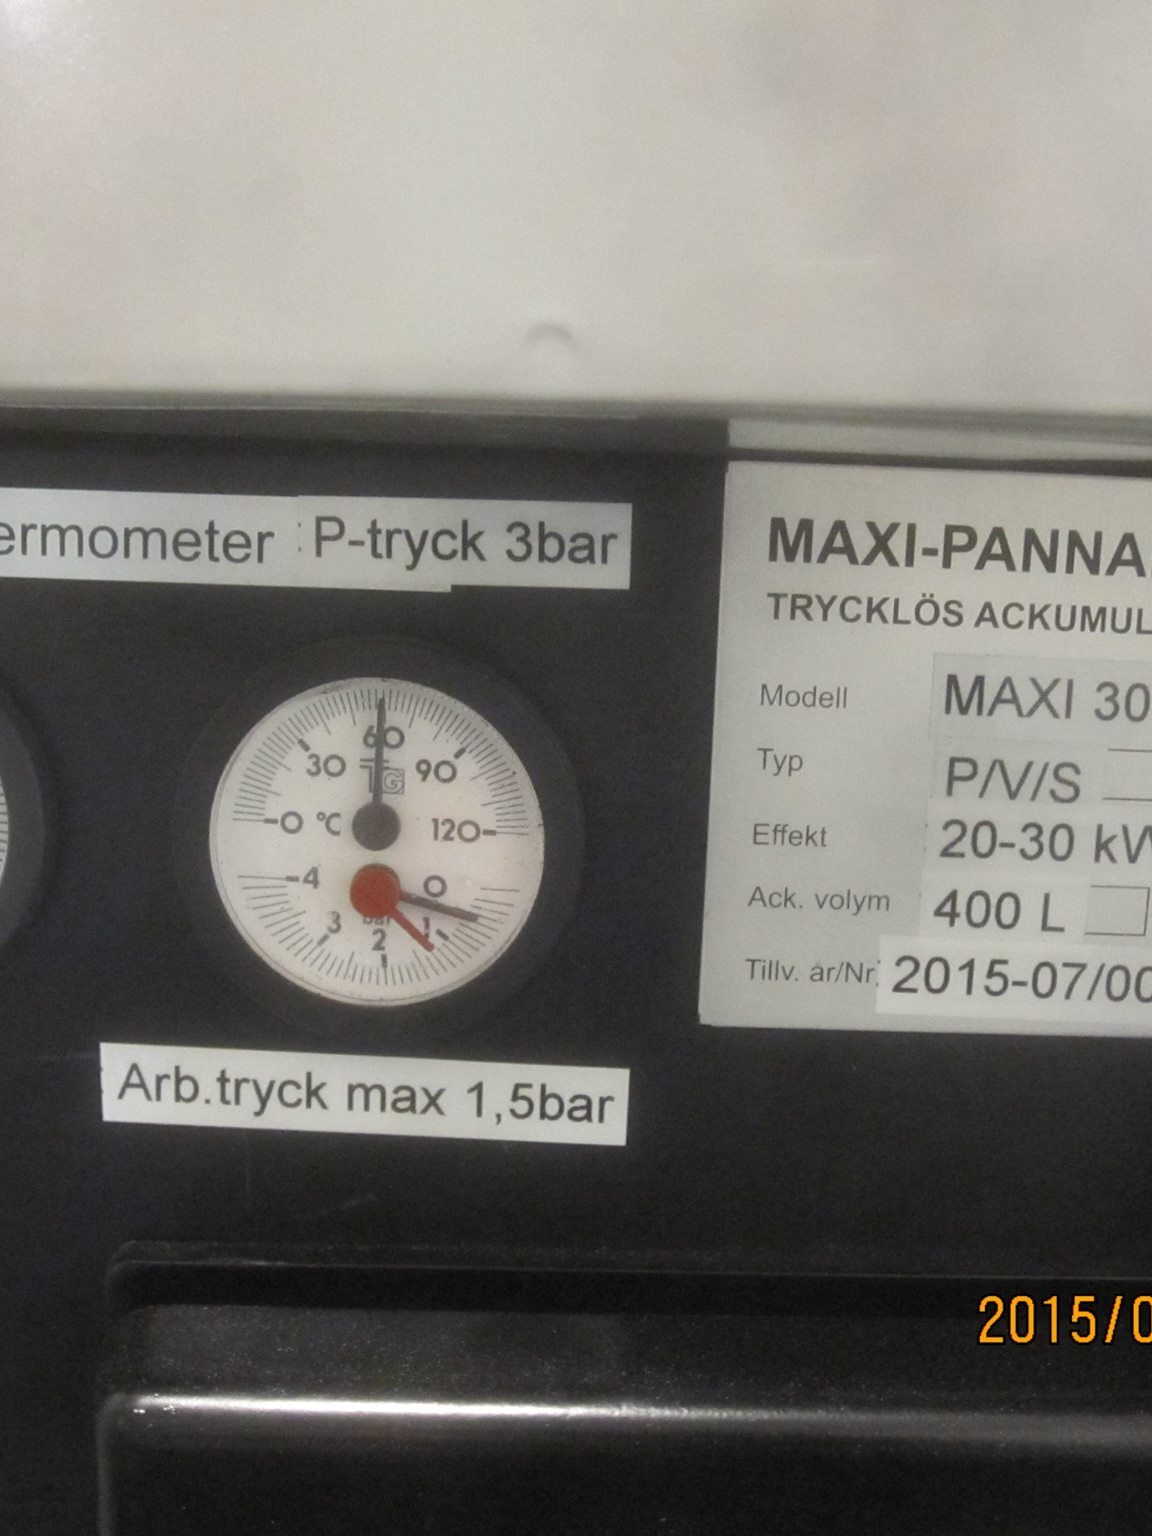 ermometer P-tryck 3bar
60
30 90
G
0 °C 120
4 0
3 bar 1
2
Arb.tryck max 1,5bar
MAXI-PANNA
TRYCKLÖS ACKUMUL
Modell MAXI 30
Typ P/V/S
Effekt 20-30 kW
Ack. volym 400 L
Tillv. år/Nr. 2015-07/00
2015/0